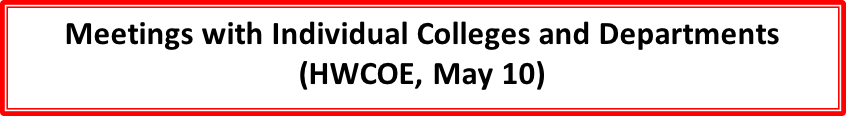 Meetings with Individual Colleges and Departments
(HWCOE, May 10)